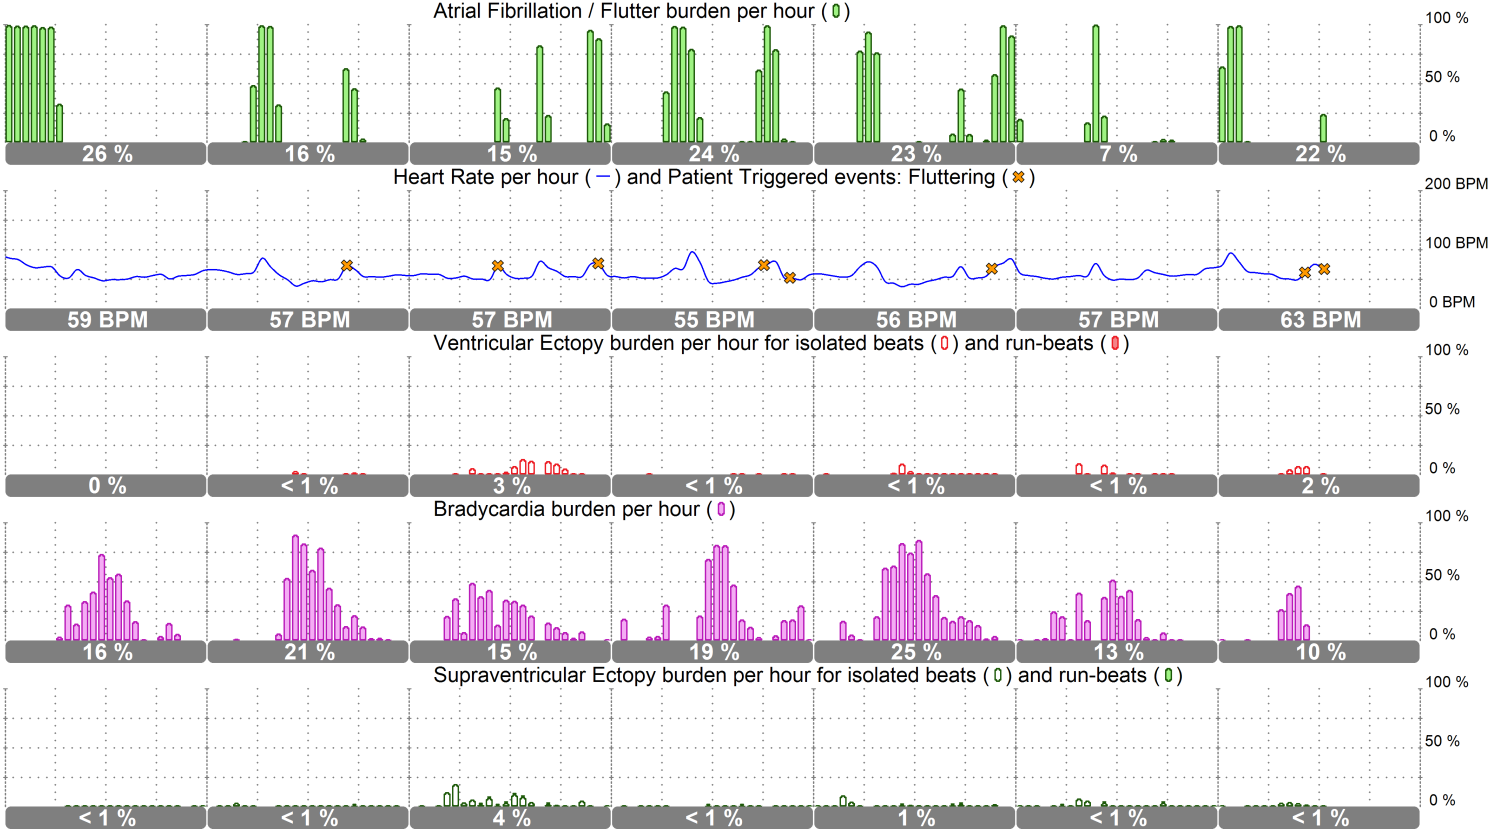 Atrial Fibrillation / Flutter burden per hour ( )
100 %
50 %
0 %
26 % 16 % 15 % 24 % 23 % 7 % 22 %
Heart Rate per hour ( ) and Patient Triggered events: Fluttering ( )
200 BPM
100 BPM
0 BPM
59 BPM 57 BPM 57 BPM 55 BPM 56 BPM 57 BPM 63 BPM
Ventricular Ectopy burden per hour for isolated beats ( ) and run-beats ( )
100 %
50 %
0 %
0 % < 1 % 3 % < 1 % < 1 % < 1 % 2 %
Bradycardia burden per hour ( )
100 %
50 %
0 %
16 % 21 % 15 % 19 % 25 % 13 % 10 %
Supraventricular Ectopy burden per hour for isolated beats ( ) and run-beats ( )
100 %
50 %
0 %
< 1 % < 1 % 4 % < 1 % 1 % < 1 % < 1 %